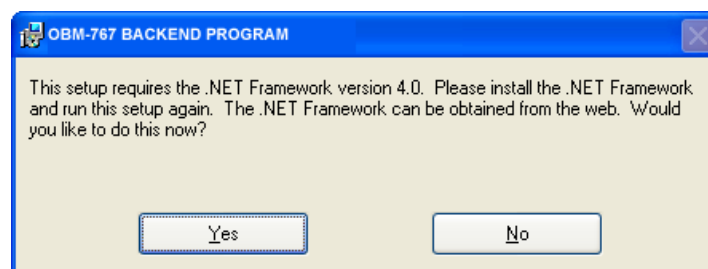 OBM-767 BACKEND PROGRAM
This setup requires the .NET Framework version 4.0.  Please install the .NET Framework
and run this setup again.  The .NET Framework can be obtained from the web.  Would
you like to do this now?
Yes
No